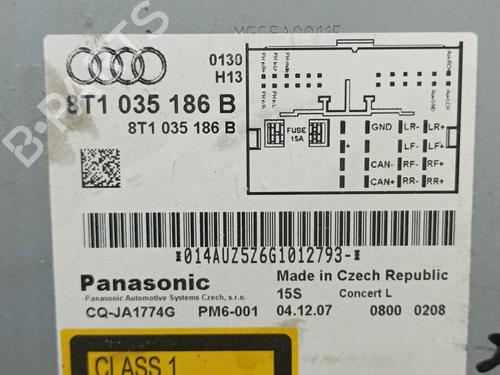 0130
H13
8T1 035 186 B
8T1 035 186 B
FUSE
15A
GND LR- LR+
+ LF- LF+
CAN- RF- RF+
CAN+ RR- RR+
014AUZ5Z6G1012793-
Panasonic
Made in Czech Republic
Panasonic Automotive Systems Czech, s.r.o.
15S Concert L
CQ-JA1774G PM6-001 04.12.07 0800 0208
CLASS 1
B-PARTS